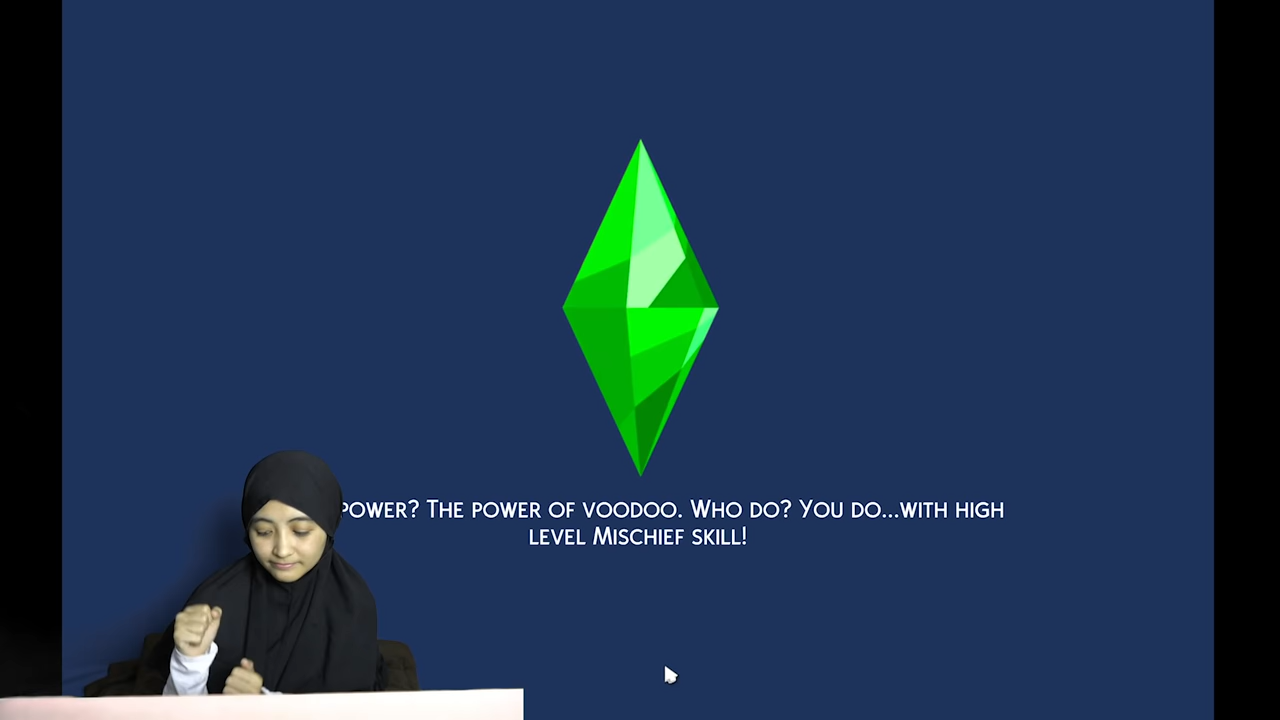 POWER? THE POWER OF VOODOO. WHO DO? YOU DO...WITH HIGH
LEVEL MISCHIEF SKILL!